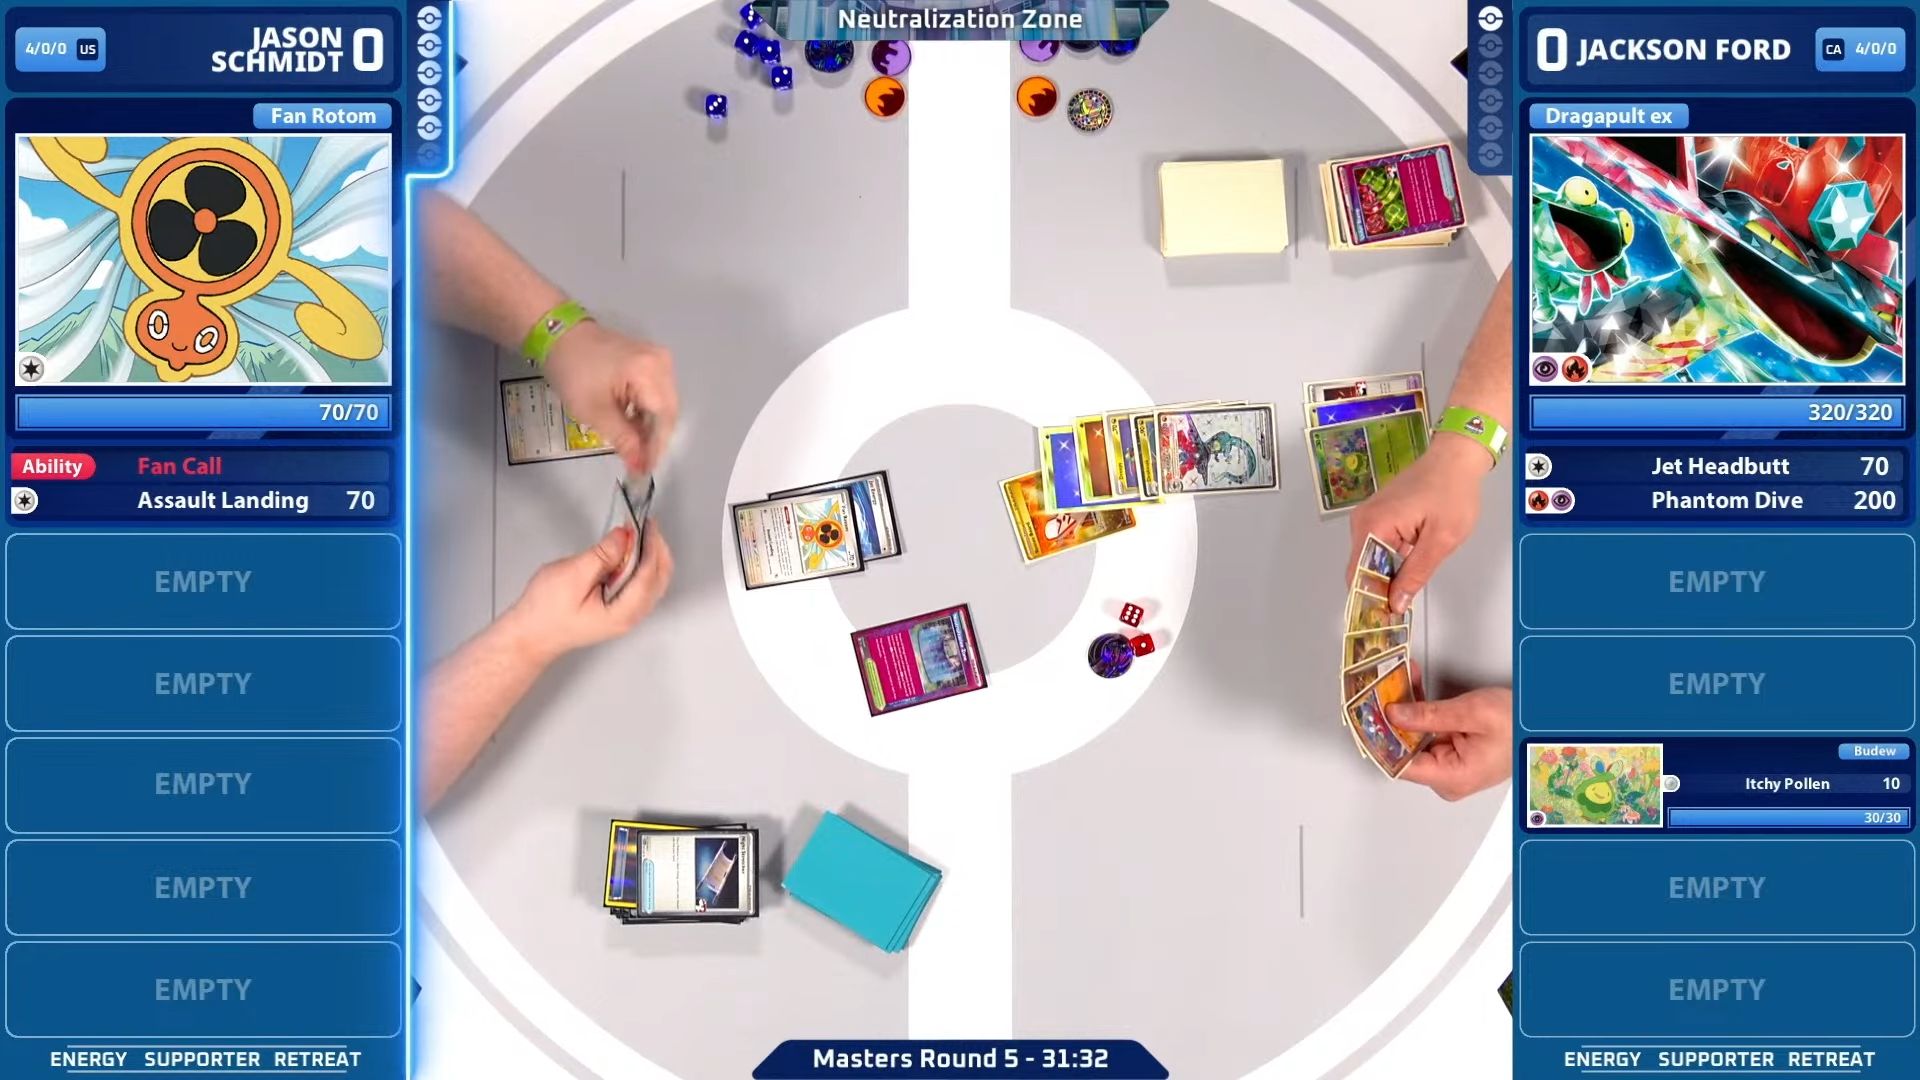 Neutralization Zone
4/0/0 US
JASON
SCHMIDT
0
Fan Rotom
70/70
Ability Fan Call
Assault Landing 70
EMPTY
EMPTY
EMPTY
EMPTY
EMPTY
ENERGY SUPPORTER RETREAT
0 JACKSON FORD
CA 4/0/0
Dragapult ex
320/320
Jet Headbutt 70
Phantom Dive 200
EMPTY
EMPTY
Budew
Itchy Pollen 10
30/30
EMPTY
EMPTY
ENERGY SUPPORTER RETREAT
Masters Round 5 - 31:32